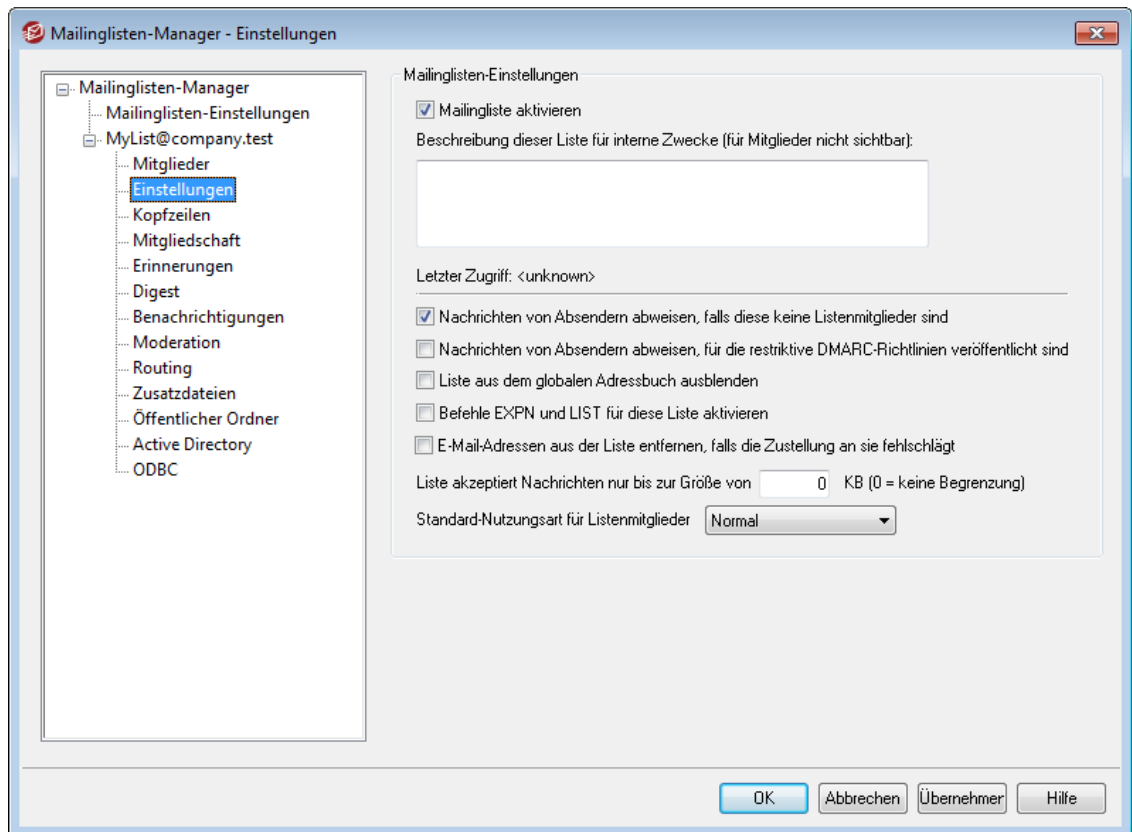 Mailinglisten-Manager - Einstellungen
Mailinglisten-Manager
Mailinglisten-Einstellungen
MyList@company.test
Mitglieder
Einstellungen
Kopfzeilen
Mitgliedschaft
Erinnerungen
Digest
Benachrichtigungen
Moderation
Routing
Zusatzdateien
Öffentlicher Ordner
Active Directory
ODBC
Mailinglisten-Einstellungen
Mailingliste aktivieren
Beschreibung dieser Liste für interne Zwecke (für Mitglieder nicht sichtbar):
Letzter Zugriff: <unknown>
Nachrichten von Absendern abweisen, falls diese keine Listenmitglieder sind
Nachrichten von Absendern abweisen, für die restriktive DMARC-Richtlinien veröffentlicht sind
Liste aus dem globalen Adressbuch ausblenden
Befehle EXPN und LIST für diese Liste aktivieren
E-Mail-Adressen aus der Liste entfernen, falls die Zustellung an sie fehlschlägt
Liste akzeptiert Nachrichten nur bis zur Größe von 0 KB (0 = keine Begrenzung)
Standard-Nutzungsart für Listenmitglieder Normal
OK Abbrechen Übernehmer Hilfe